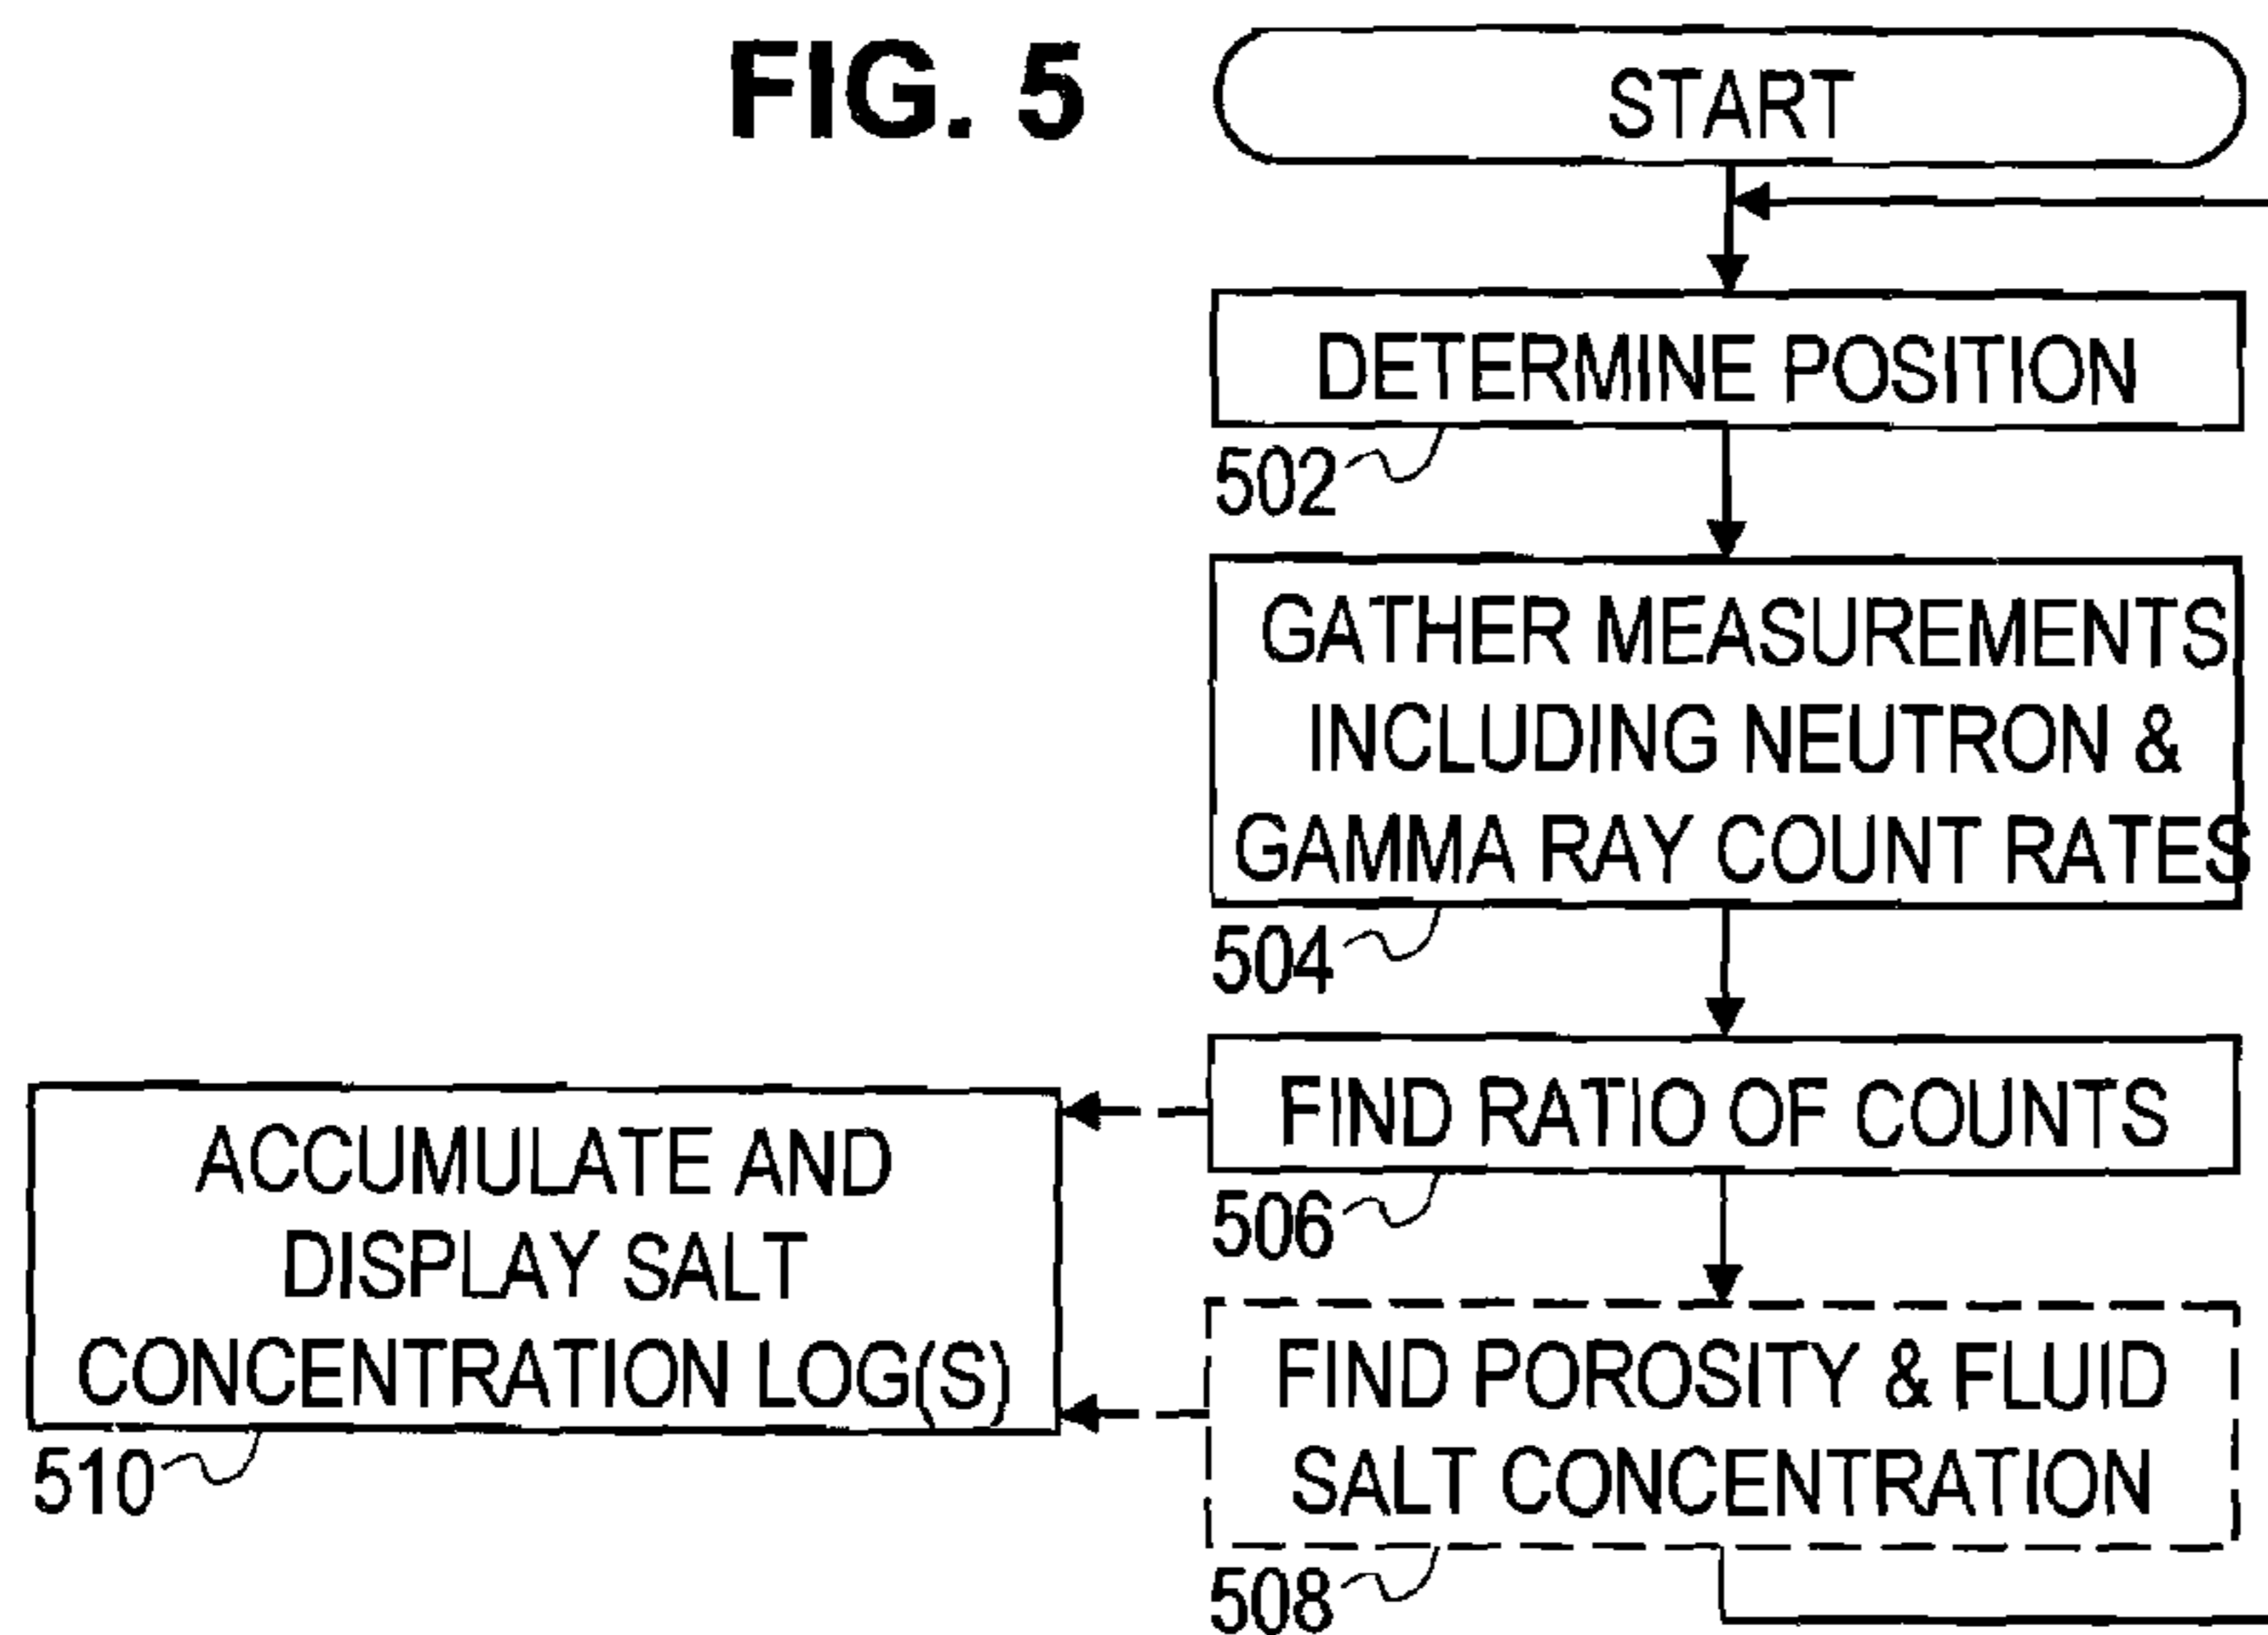 FIG. 5
START
DETERMINE POSITION
502
GATHER MEASUREMENTS
INCLUDING NEUTRON &
GAMMA RAY COUNT RATES
504
FIND RATIO OF COUNTS
506
ACCUMULATE AND
DISPLAY SALT
CONCENTRATION LOG(S)
510
FIND POROSITY & FLUID
SALT CONCENTRATION
508